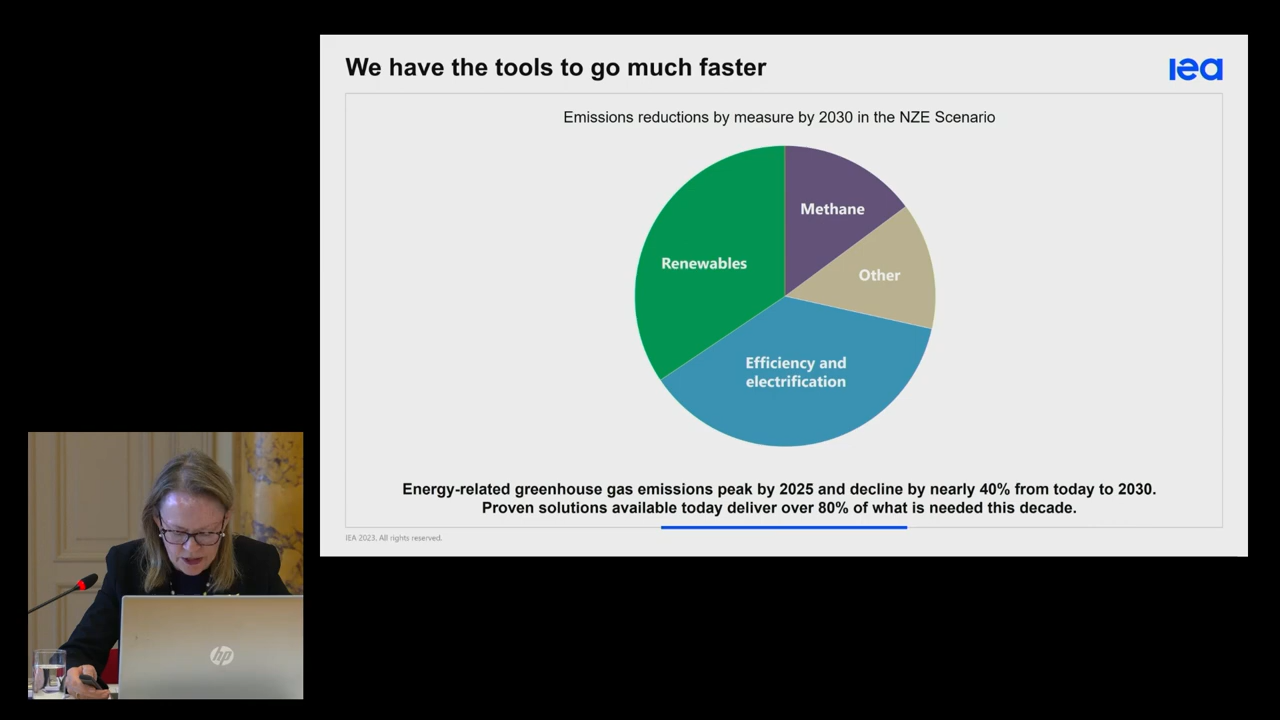 We have the tools to go much faster
iea
Emissions reductions by measure by 2030 in the NZE Scenario
Methane
Renewables
Other
Efficiency and
electrification
Energy-related greenhouse gas emissions peak by 2025 and decline by nearly 40% from today to 2030.
Proven solutions available today deliver over 80% of what is needed this decade.
IEA 2023. All rights reserved.
hp